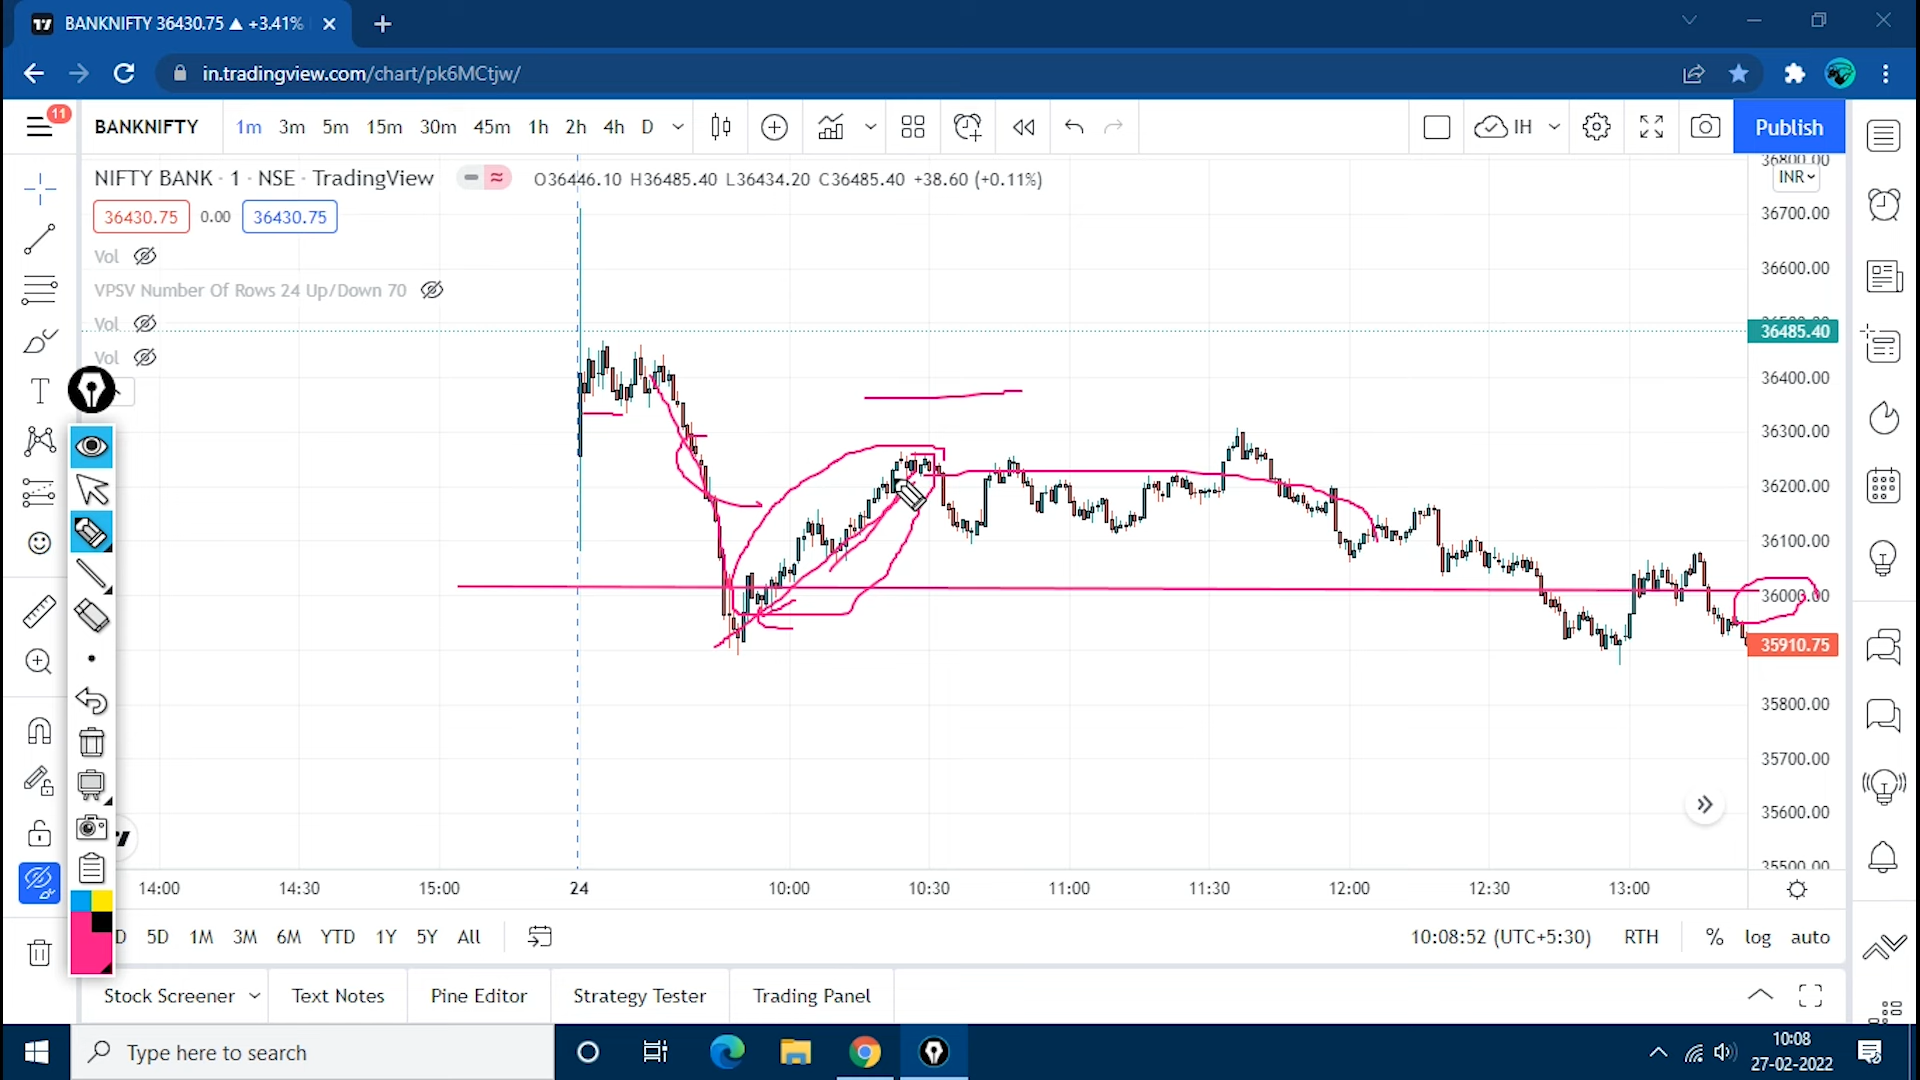 BANKNIFTY 36430.75 ▲ +3.41%
in.tradingview.com/chart/pk6MCtjw/
11
BANKNIFTY 1m 3m 5m 15m 30m 45m 1h 2h 4h D IH Publish
NIFTY BANK · 1 · NSE · TradingView O36446.10 H36485.40 L36434.20 C36485.40 +38.60 (+0.11%)
36430.75 0.00 36430.75
Vol
VPSV Number Of Rows 24 Up/Down 70
Vol
Vol
36800.00
INR
36700.00
36600.00
36485.40
36400.00
36300.00
36200.00
36100.00
36000.00
35910.75
35800.00
35700.00
35600.00
35500.00
14:00 14:30 15:00 24 10:00 10:30 11:00 11:30 12:00 12:30 13:00
D 5D 1M 3M 6M YTD 1Y 5Y All 10:08:52 (UTC+5:30) RTH % log auto
Stock Screener Text Notes Pine Editor Strategy Tester Trading Panel
Type here to search
10:08
27-02-2022